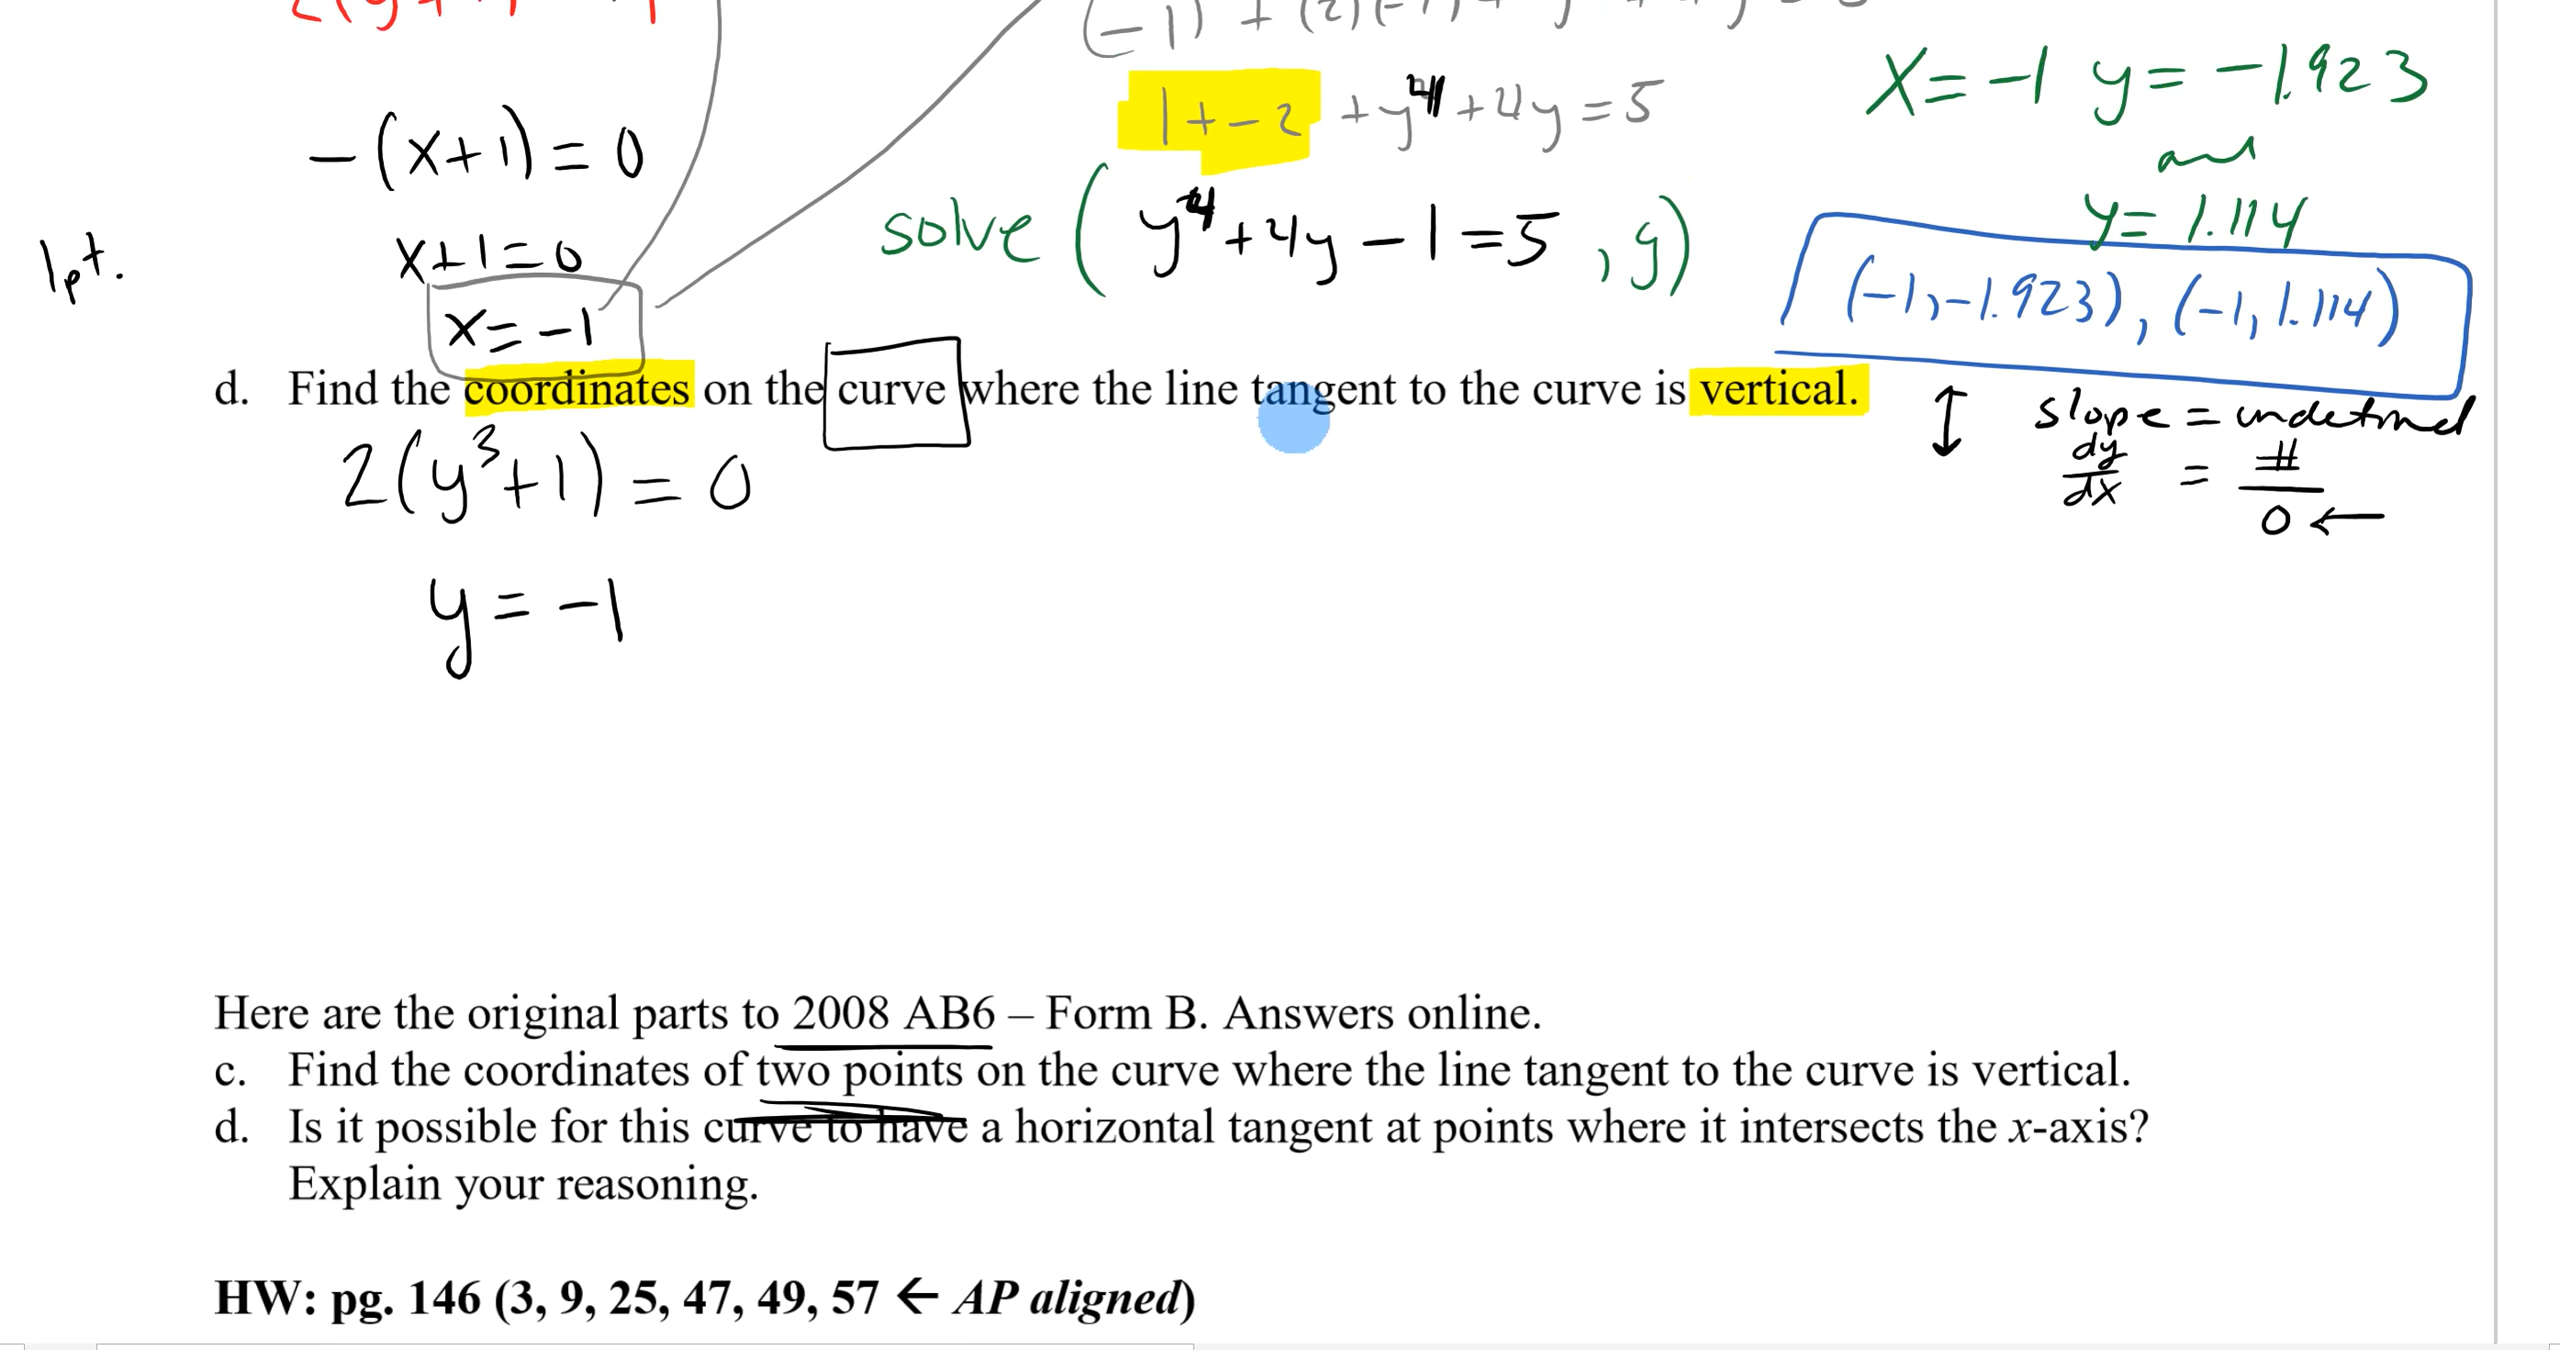 - (x+1) = 0
1 + - 2 + y^4 + 4y = 5
x = -1 y = -1.923
and
y = 1.114
1pt.
x+1=0
solve ( y^4 + 4y - 1 = 5 , y)
x = -1
(-1, -1.923), (-1, 1.114)
d. Find the coordinates on the curve where the line tangent to the curve is vertical.
slope = undefined
dy/dx = #/0 ←
2(y^3+1) = 0
y = -1
Here are the original parts to 2008 AB6 – Form B. Answers online.
c. Find the coordinates of two points on the curve where the line tangent to the curve is vertical.
d. Is it possible for this curve to have a horizontal tangent at points where it intersects the x-axis?
Explain your reasoning.
HW: pg. 146 (3, 9, 25, 47, 49, 57 ← AP aligned)